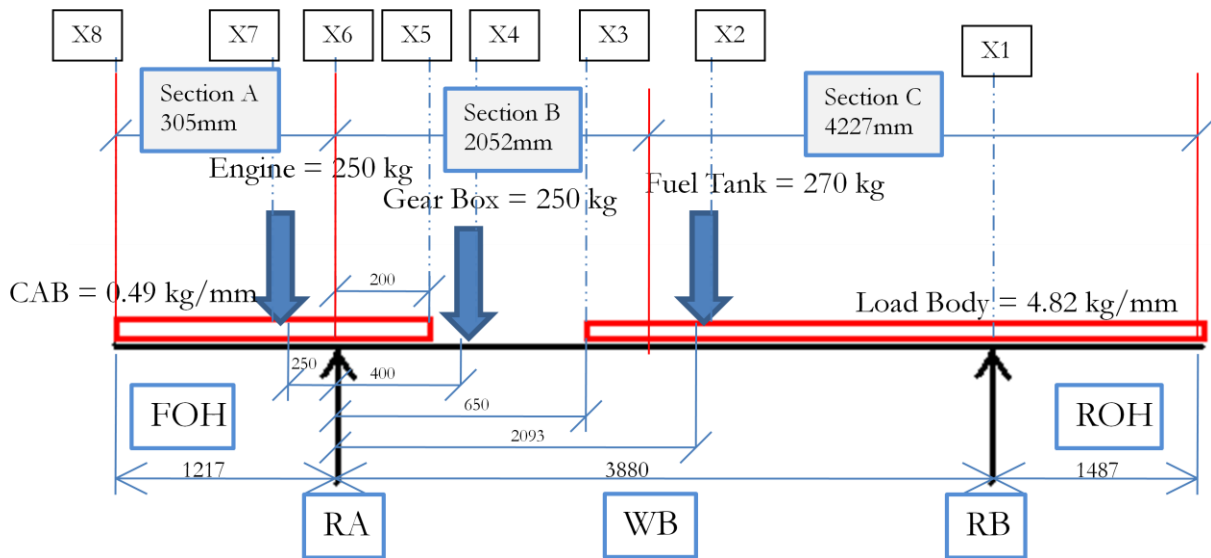 X8
X7
X6
X5
X4
X3
X2
X1
Section A
305mm
Section B
2052mm
Section C
4227mm
Engine = 250 kg
Gear Box = 250 kg
Fuel Tank = 270 kg
200
CAB = 0.49 kg/mm
Load Body = 4.82 kg/mm
250
400
650
FOH
ROH
2093
1217
3880
1487
RA
WB
RB